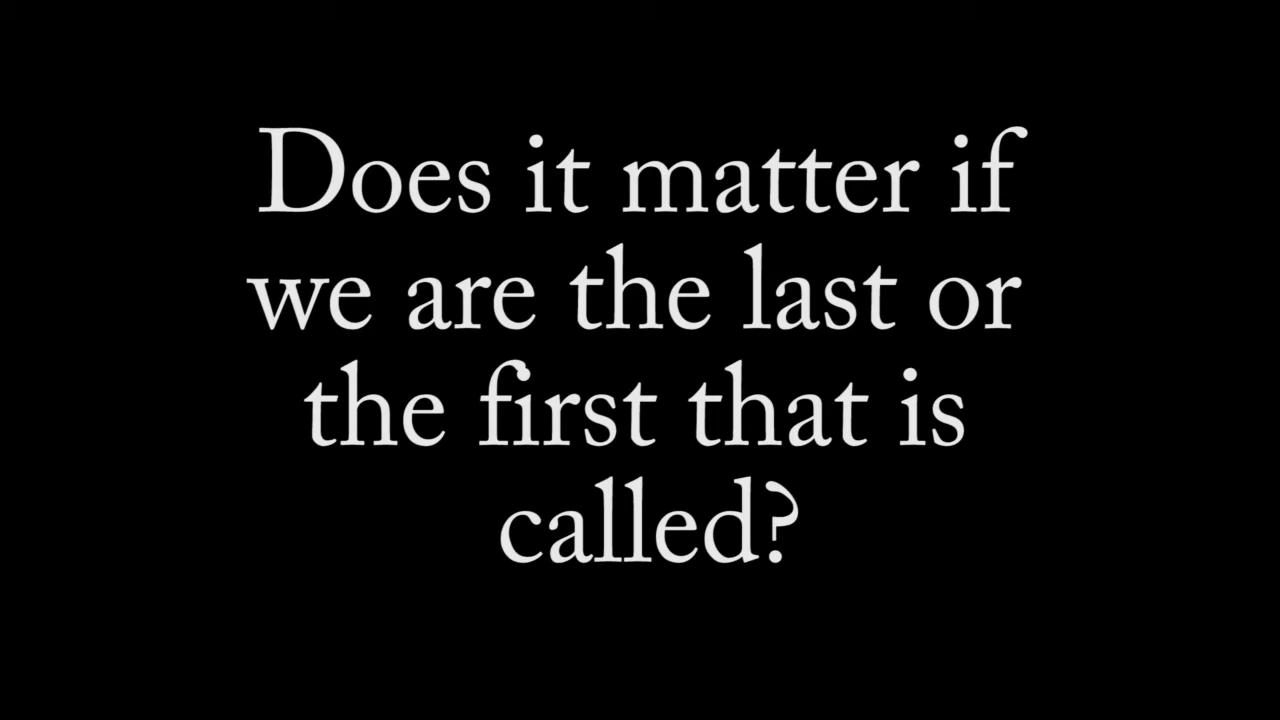 Does it matter if
we are the last or
the first that is
called?